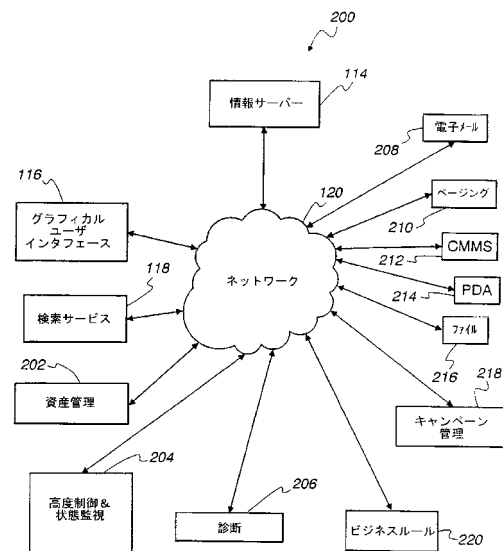 200
114
情報サーバー
電子メール
208
116
120
ページング
210
グラフィカル
ユーザ
インタフェース
CMMS
212
ネットワーク
118
PDA
214
検索サービス
ファイル
216
202
218
資産管理
キャンペーン
管理
204
206
高度制御&
状態監視
診断
ビジネスルール
220